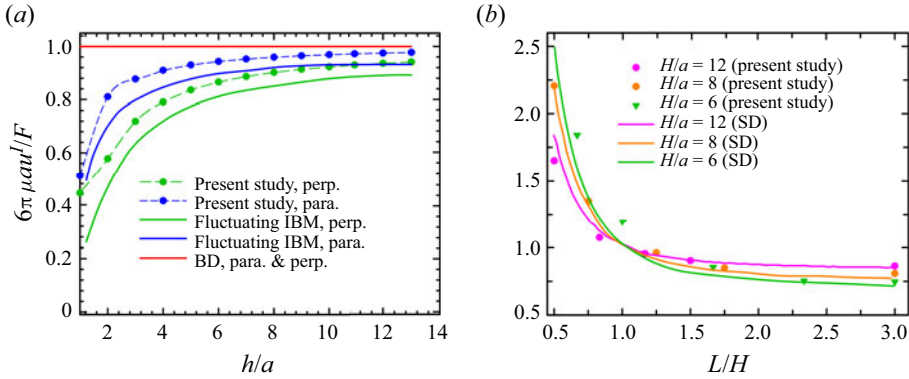 (a)
1.0
0.8
0.6
0.4
0.2
0
6π μau^I/F
Present study, perp.
Present study, para.
Fluctuating IBM, perp.
Fluctuating IBM, para.
BD, para. & perp.
2 4 6 8 10 12 14
h/a
(b)
2.5
2.0
1.5
1.0
0.5
H/a = 12 (present study)
H/a = 8 (present study)
H/a = 6 (present study)
H/a = 12 (SD)
H/a = 8 (SD)
H/a = 6 (SD)
0.5 1.0 1.5 2.0 2.5 3.0
L/H